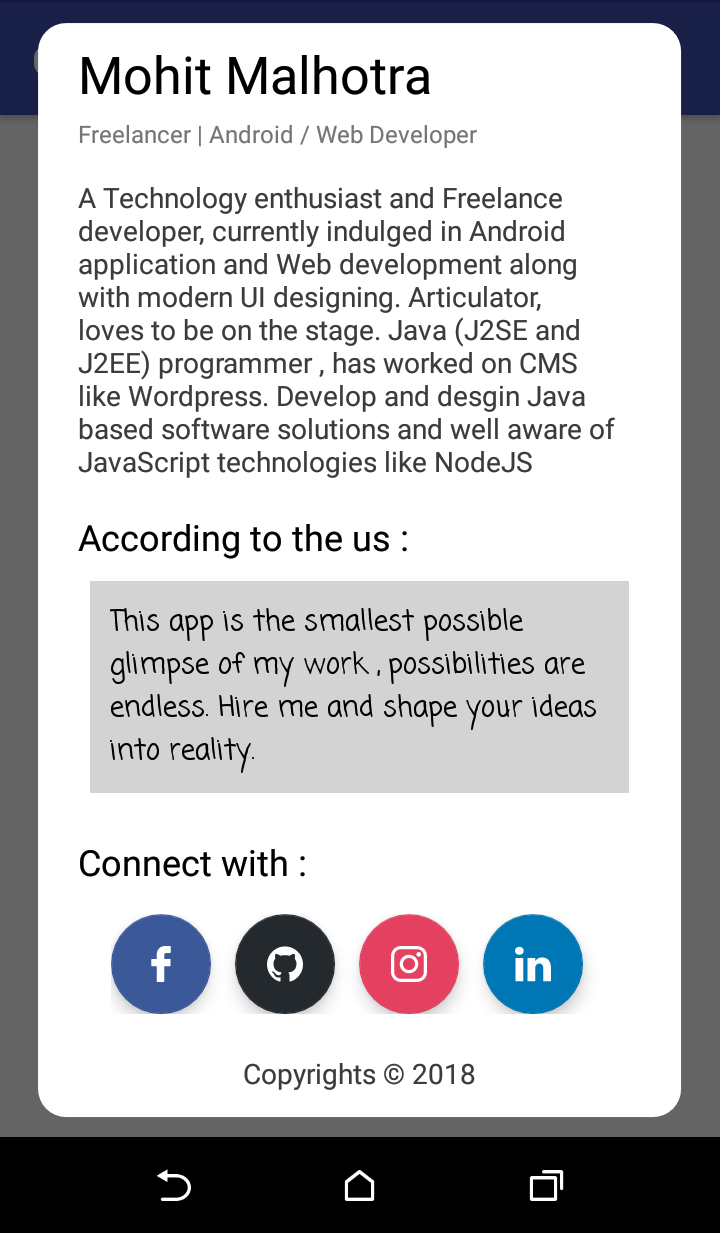 Mohit Malhotra
Freelancer | Android / Web Developer
A Technology enthusiast and Freelance
developer, currently indulged in Android
application and Web development along
with modern UI designing. Articulator,
loves to be on the stage. Java (J2SE and
J2EE) programmer , has worked on CMS
like Wordpress. Develop and desgin Java
based software solutions and well aware of
JavaScript technologies like NodeJS
According to the us :
This app is the smallest possible
glimpse of my work , possibilities are
endless. Hire me and shape your ideas
into reality.
Connect with :
f
in
Copyrights © 2018